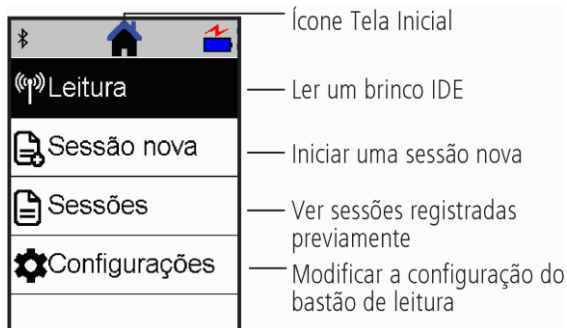 Ícone Tela Inicial
Leitura
Ler um brinco IDE
Sessão nova
Iniciar uma sessão nova
Sessões
Ver sessões registradas
previamente
Configurações
Modificar a configuração do
bastão de leitura